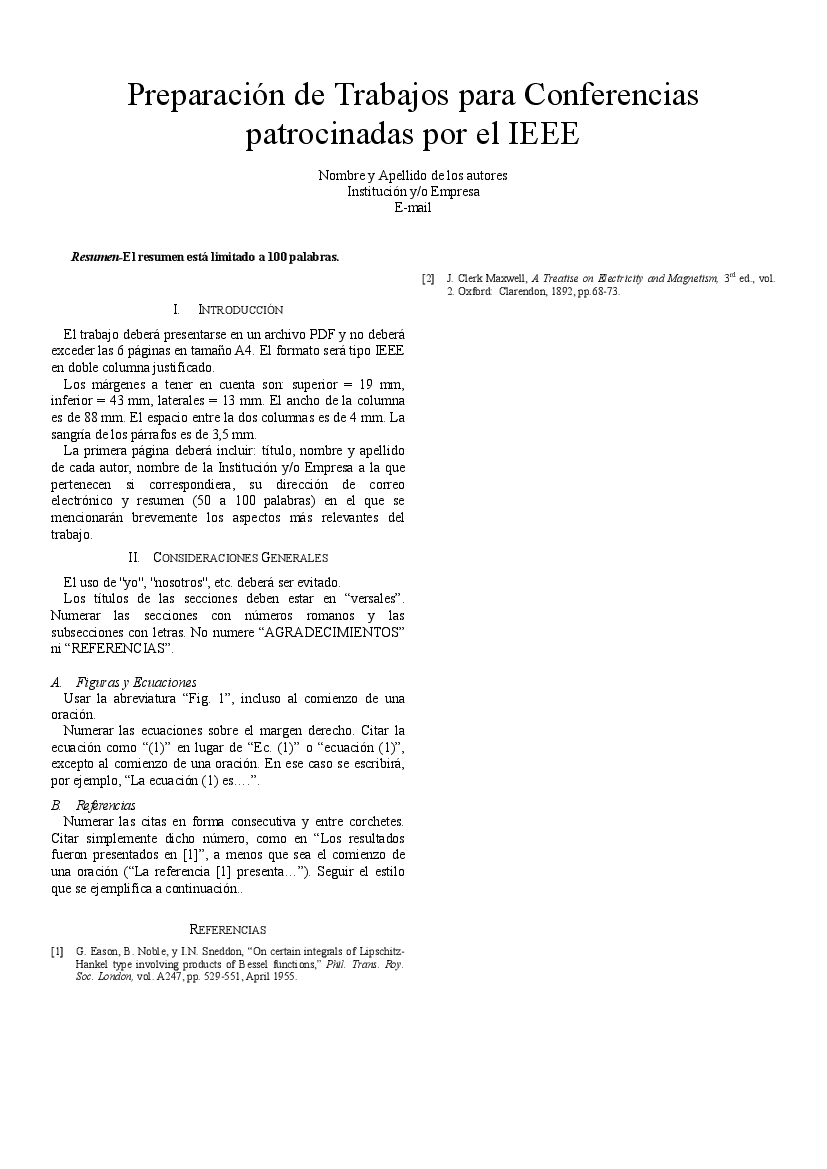 Preparación de Trabajos para Conferencias
patrocinadas por el IEEE
Nombre y Apellido de los autores
Institución y/o Empresa
E-mail
Resumen-El resumen está limitado a 100 palabras.
I. INTRODUCCIÓN
El trabajo deberá presentarse en un archivo PDF y no deberá
exceder las 6 páginas en tamaño A4. El formato será tipo IEEE
en doble columna justificado.
Los márgenes a tener en cuenta son: superior = 19 mm,
inferior = 43 mm, laterales = 13 mm. El ancho de la columna
es de 88 mm. El espacio entre la dos columnas es de 4 mm. La
sangría de los párrafos es de 3,5 mm.
La primera página deberá incluir: título, nombre y apellido
de cada autor, nombre de la Institución y/o Empresa a la que
pertenecen si correspondiera, su dirección de correo
electrónico y resumen (50 a 100 palabras) en el que se
mencionarán brevemente los aspectos más relevantes del
trabajo.
II. CONSIDERACIONES GENERALES
El uso de "yo", "nosotros", etc. deberá ser evitado.
Los títulos de las secciones deben estar en “versales”.
Numerar las secciones con números romanos y las
subsecciones con letras. No numere “AGRADECIMIENTOS”
ni “REFERENCIAS”.
A. Figuras y Ecuaciones
Usar la abreviatura “Fig. 1”, incluso al comienzo de una
oración.
Numerar las ecuaciones sobre el margen derecho. Citar la
ecuación como “(1)” en lugar de “Ec. (1)” o “ecuación (1)”,
excepto al comienzo de una oración. En ese caso se escribirá,
por ejemplo, “La ecuación (1) es….”.
B. Referencias
Numerar las citas en forma consecutiva y entre corchetes.
Citar simplemente dicho número, como en “Los resultados
fueron presentados en [1]”, a menos que sea el comienzo de
una oración (“La referencia [1] presenta…”). Seguir el estilo
que se ejemplifica a continuación..
REFERENCIAS
[1] G. Eason, B. Noble, y I.N. Sneddon, “On certain integrals of Lipschitz-
Hankel type involving products of Bessel functions,” Phil. Trans. Roy.
Soc. London, vol. A247, pp. 529-551, April 1955.
[2] J. Clerk Maxwell, A Treatise on Electricity and Magnetism, 3rd ed., vol.
2. Oxford: Clarendon, 1892, pp.68-73.